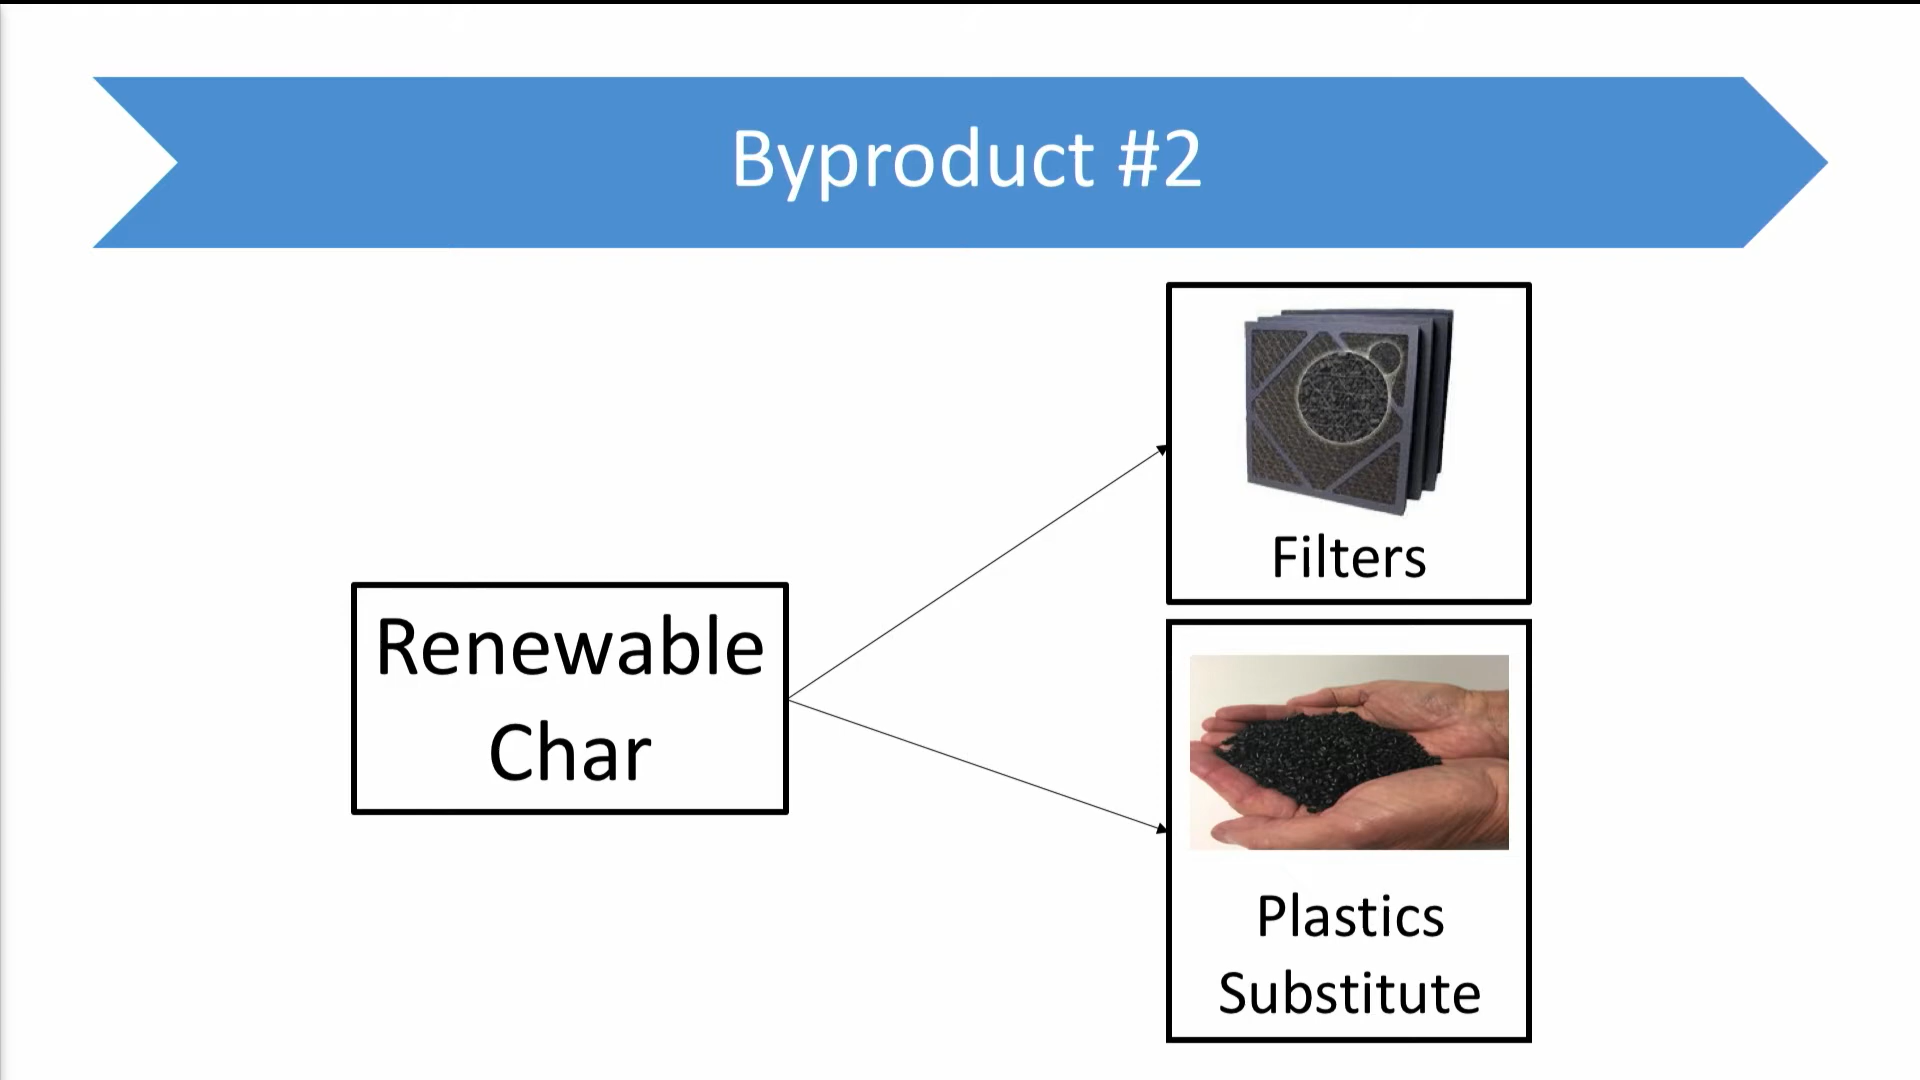 Byproduct #2
Renewable
Char
Filters
Plastics
Substitute